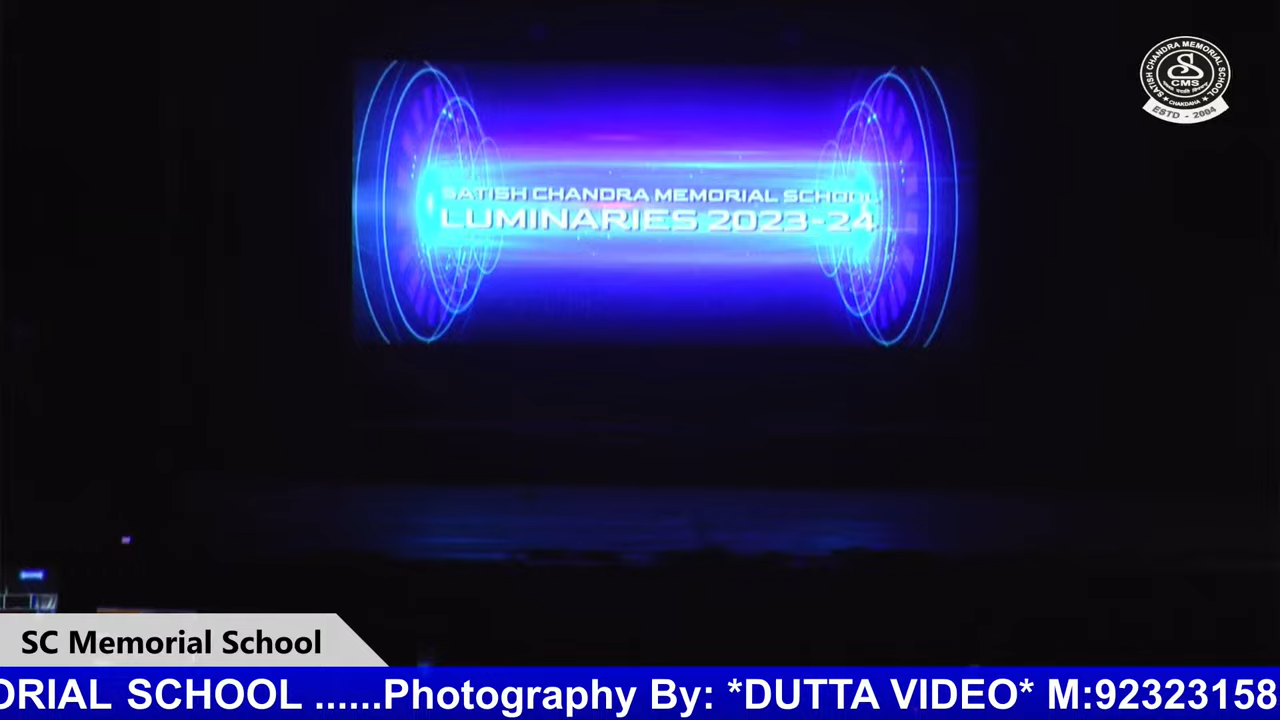 SATISH CHANDRA MEMORIAL SCHOOL
LUMINARIES 2023-24
SATISH CHANDRA MEMORIAL SCHOOL
CMS
CHAKDAHA
ESTD - 2004
SC Memorial School
ORIAL SCHOOL ......Photography By: *DUTTA VIDEO* M:92323158